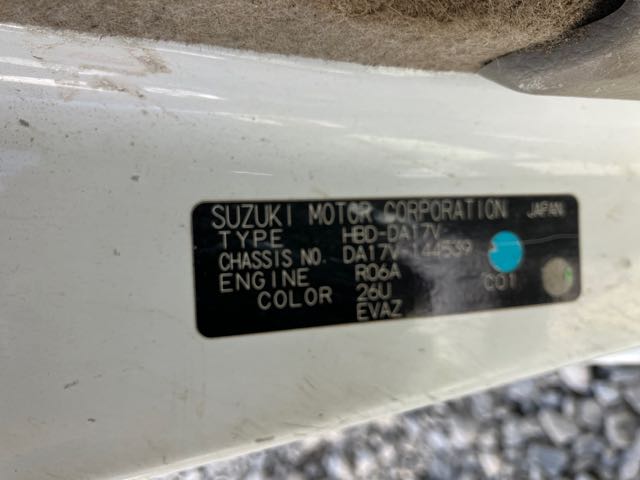 SUZUKI MOTOR CORPORATION JAPAN
TYPE HBD-DA17V
CHASSIS NO. DA17V-144539
ENGINE R06A C01
COLOR 26U
EVAZ